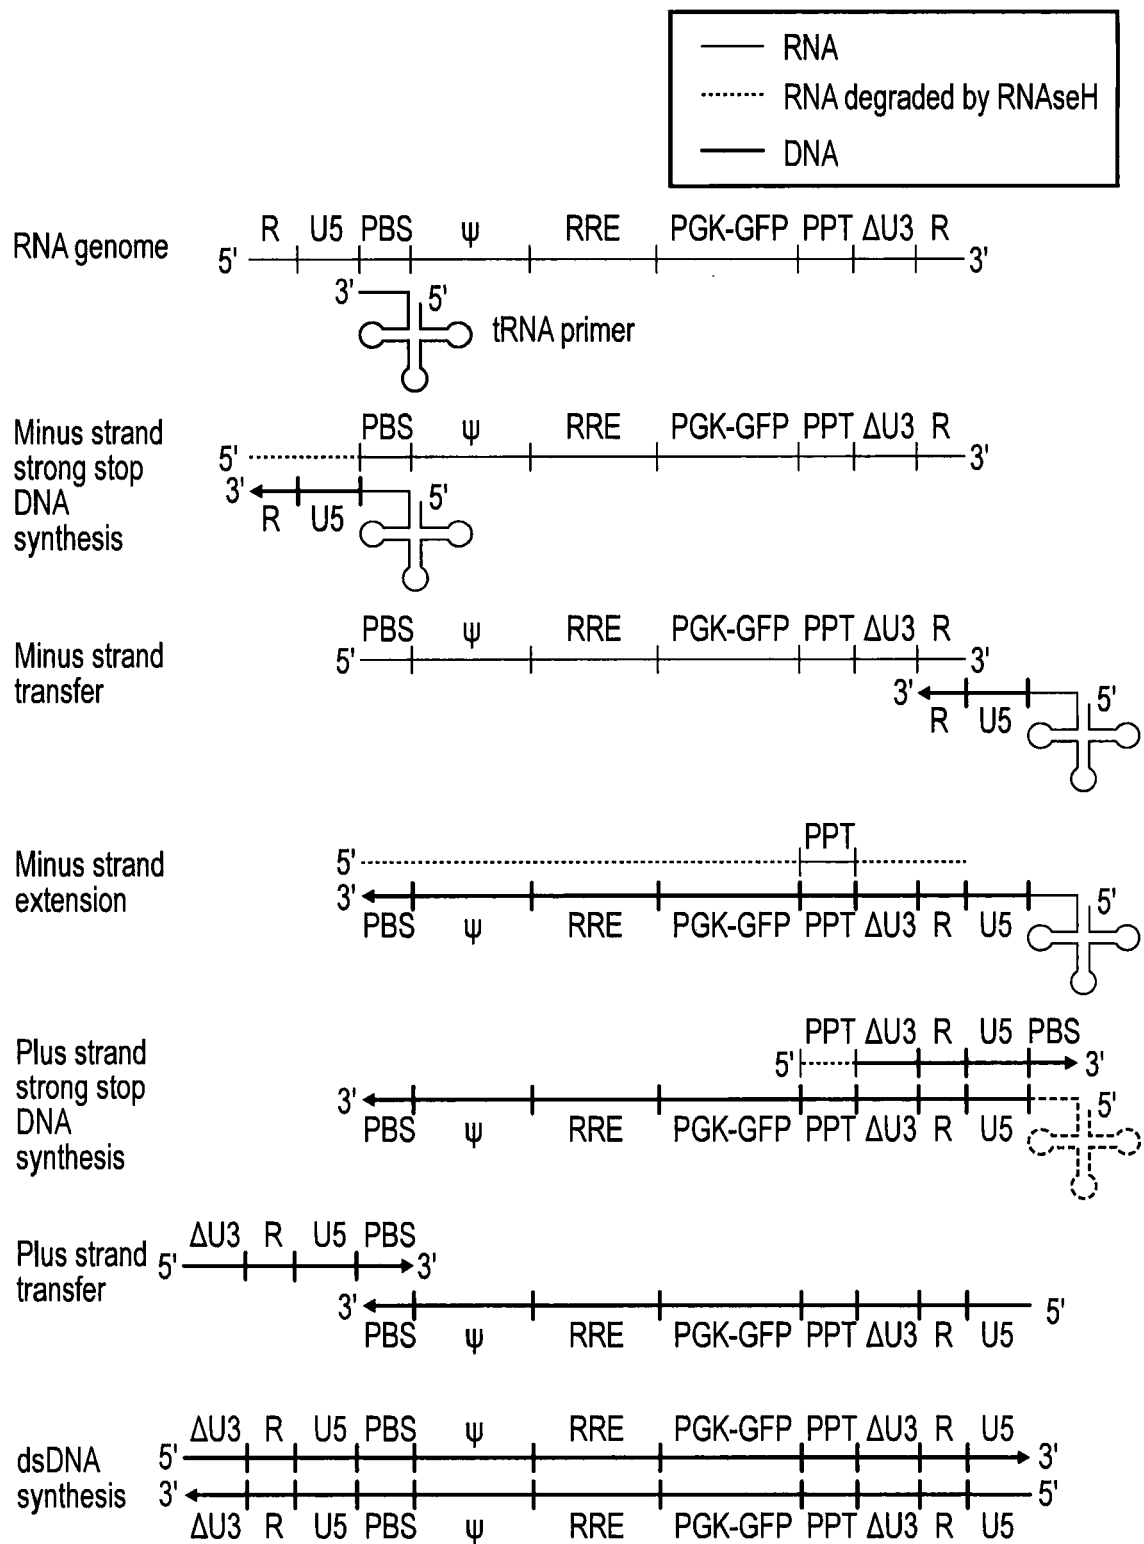 RNA
RNA degraded by RNAseH
DNA
RNA genome
R U5 PBS ψ RRE PGK-GFP PPT ΔU3 R
5' 3'
3' 5'
tRNA primer
Minus strand
strong stop
DNA
synthesis
PBS ψ RRE PGK-GFP PPT ΔU3 R
5' 3'
3' 5'
R U5
Minus strand
transfer
PBS ψ RRE PGK-GFP PPT ΔU3 R
5' 3'
3' 5'
R U5
Minus strand
extension
PPT
5'
3' 5'
PBS ψ RRE PGK-GFP PPT ΔU3 R U5
Plus strand
strong stop
DNA
synthesis
PPT ΔU3 R U5 PBS
5' 3'
3' 5'
PBS ψ RRE PGK-GFP PPT ΔU3 R U5
Plus strand
transfer
ΔU3 R U5 PBS
5' 3'
3' 5'
PBS ψ RRE PGK-GFP PPT ΔU3 R U5
dsDNA
synthesis
ΔU3 R U5 PBS ψ RRE PGK-GFP PPT ΔU3 R U5
5' 3'
3' 5'
ΔU3 R U5 PBS ψ RRE PGK-GFP PPT ΔU3 R U5